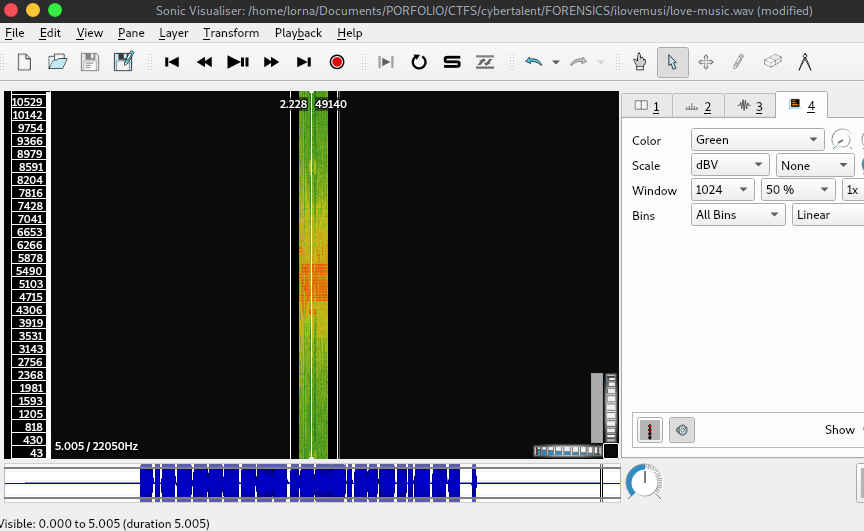 Sonic Visualiser: /home/lorna/Documents/PORFOLIO/CTFS/cybertalent/FORENSICS/ilovemusi/love-music.wav (modified)
File Edit View Pane Layer Transform Playback Help
2.228 49140
10529
10142
9754
9366
8979
8591
8204
7816
7428
7041
6653
6266
5878
5490
5103
4715
4306
3919
3531
3143
2756
2368
1981
1593
1205
818
430
43
5.005 / 22050Hz
1 2 3 4
Color Green
Scale dBV None
Window 1024 50 % 1x
Bins All Bins Linear
Show
Visible: 0.000 to 5.005 (duration 5.005)